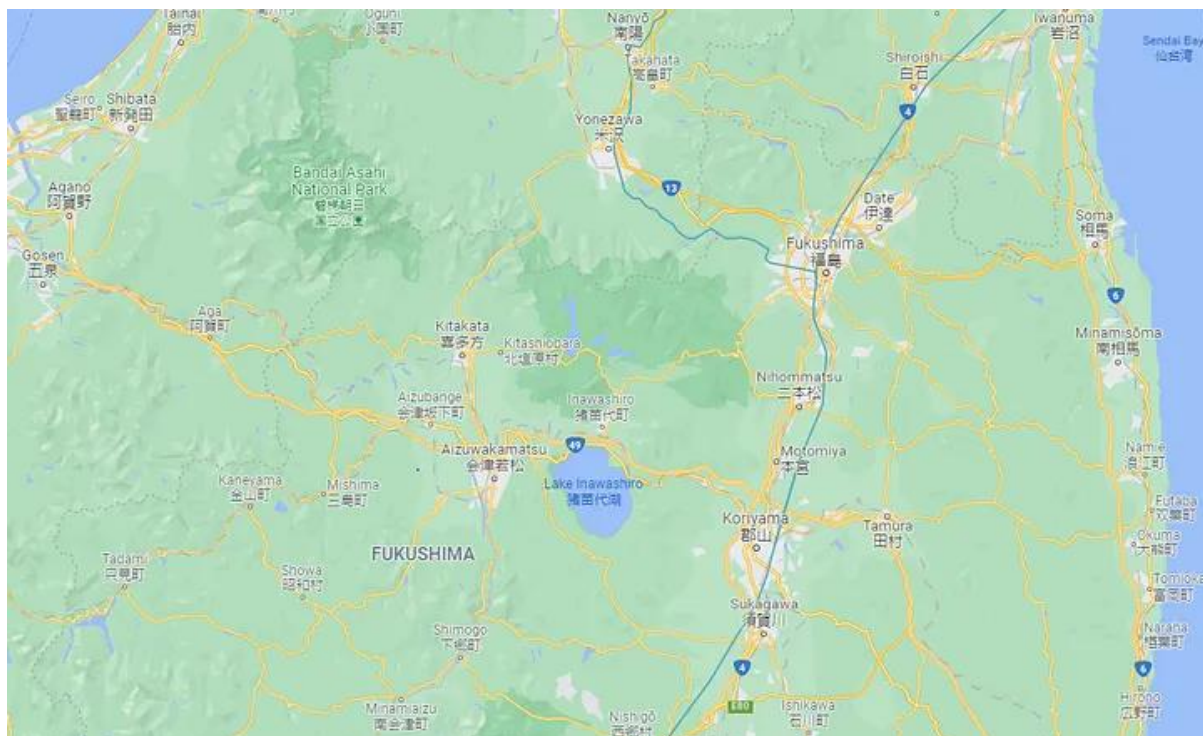 Tainai
胎内
Oguni
小国町
Nanyō
南陽
Iwanuma
岩沼
Sendai Bay
仙台湾
Takahata
高畠町
Shiroishi
白石
Seiro
聖籠町
Shibata
新発田
4
Yonezawa
米沢
Bandai Asahi
National Park
磐梯朝日
国立公園
13
Agano
阿賀野
Date
伊達
Soma
相馬
Gosen
五泉
Fukushima
福島
6
Aga
阿賀町
Kitakata
喜多方
Kitashiobara
北塩原村
Minamisōma
南相馬
Nihommatsu
二本松
Aizubange
会津坂下町
Inawashiro
猪苗代町
49
Aizuwakamatsu
会津若松
Motomiya
本宮
Namie
浪江町
Kaneyama
金山町
Mishima
三島町
Lake Inawashiro
猪苗代湖
Futaba
双葉町
Koriyama
郡山
Tamura
田村
Okuma
大熊町
FUKUSHIMA
Tadami
只見町
Showa
昭和村
Tomioka
富岡町
Sukagawa
須賀川
Naraha
楢葉町
Shimogo
下郷町
4
6
Minamiaizu
南会津町
E80
Ishikawa
石川町
Hirono
広野町
Nishigō
西郷村